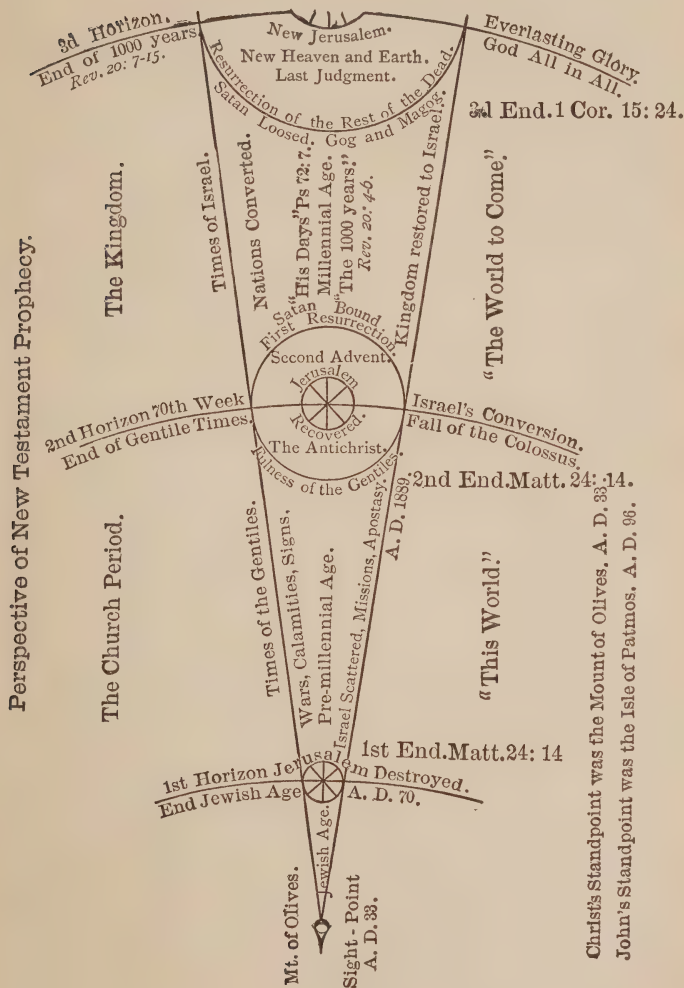 Perspective of New Testament Prophecy.
3d Horizon.
End of 1000 years.
Rev. 20: 7-15.
New Jerusalem.
New Heaven and Earth.
Last Judgment.
Resurrection of the Rest of the Dead.
Satan Loosed. Gog and Magog.
Everlasting Glory.
God All in All.
3d End. 1 Cor. 15: 24.
The Kingdom.
Times of Israel.
Nations Converted.
"His Days" Ps 72: 7.
Millennial Age.
"The 1000 years."
Rev. 20: 4-6.
Kingdom restored to Israel.
"The World to Come."
Satan Bound
First Resurrection.
Second Advent.
Jerusalem
Recovered.
The Antichrist.
Fulness of the Gentiles.
2nd Horizon 70th Week
End of Gentile Times.
Israel's Conversion.
Fall of the Colossus.
2nd End. Matt. 24: 14.
The Church Period.
Times of the Gentiles.
Wars, Calamities, Signs.
Pre-millennial Age.
Israel Scattered, Missions, Apostasy.
A. D. 1889.
"This World."
1st End. Matt. 24: 14
1st Horizon Jerusalem Destroyed.
End Jewish Age
A. D. 70.
Jewish Age.
Mt. of Olives.
Sight-Point
A. D. 33.
Christ's Standpoint was the Mount of Olives. A. D. 33
John's Standpoint was the Isle of Patmos. A. D. 96.